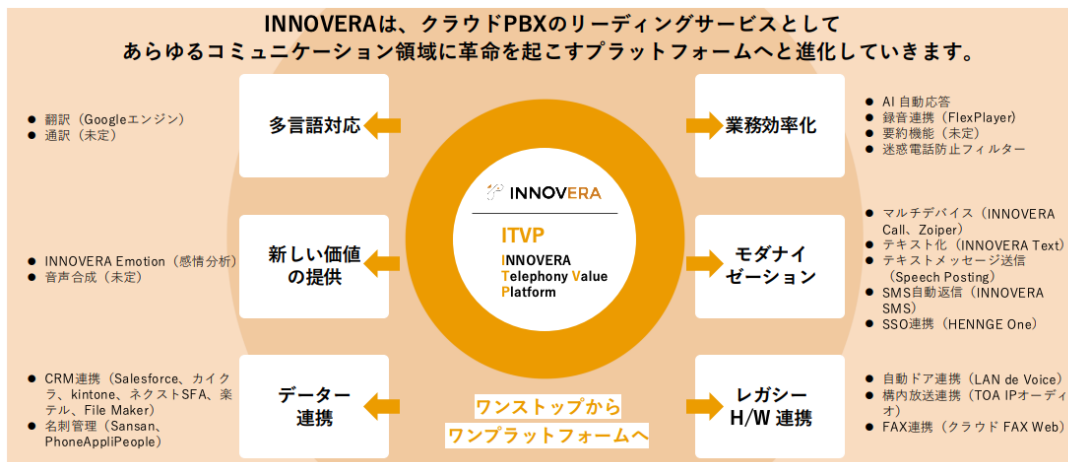 INNOVERAは、クラウドPBXのリーディングサービスとして
あらゆるコミュニケーション領域に革命を起こすプラットフォームへと進化していきます。
● 翻訳（Googleエンジン）
● 通訳（未定）
多言語対応
業務効率化
● AI 自動応答
● 録音連携（FlexPlayer）
● 要約機能（未定）
● 迷惑電話防止フィルター
INNOVERA
ITVP
INNOVERA
Telephony Value
Platform
● INNOVERA Emotion（感情分析）
● 音声合成（未定）
新しい価値
の提供
モダナイ
ゼーション
● マルチデバイス（INNOVERA
Call、Zoiper）
● テキスト化（INNOVERA Text）
● テキストメッセージ送信
（Speech Posting）
● SMS自動返信（INNOVERA
SMS）
● SSO連携（HENNGE One）
● CRM連携（Salesforce、カイク
ラ、kintone、ネクストSFA、楽
テル、File Maker）
● 名刺管理（Sansan、
PhoneAppliPeople）
データー
連携
ワンストップから
ワンプラットフォームへ
レガシー
H/W 連携
● 自動ドア連携（LAN de Voice）
● 構内放送連携（TOA IPオーディ
オ）
● FAX連携（クラウド FAX Web）